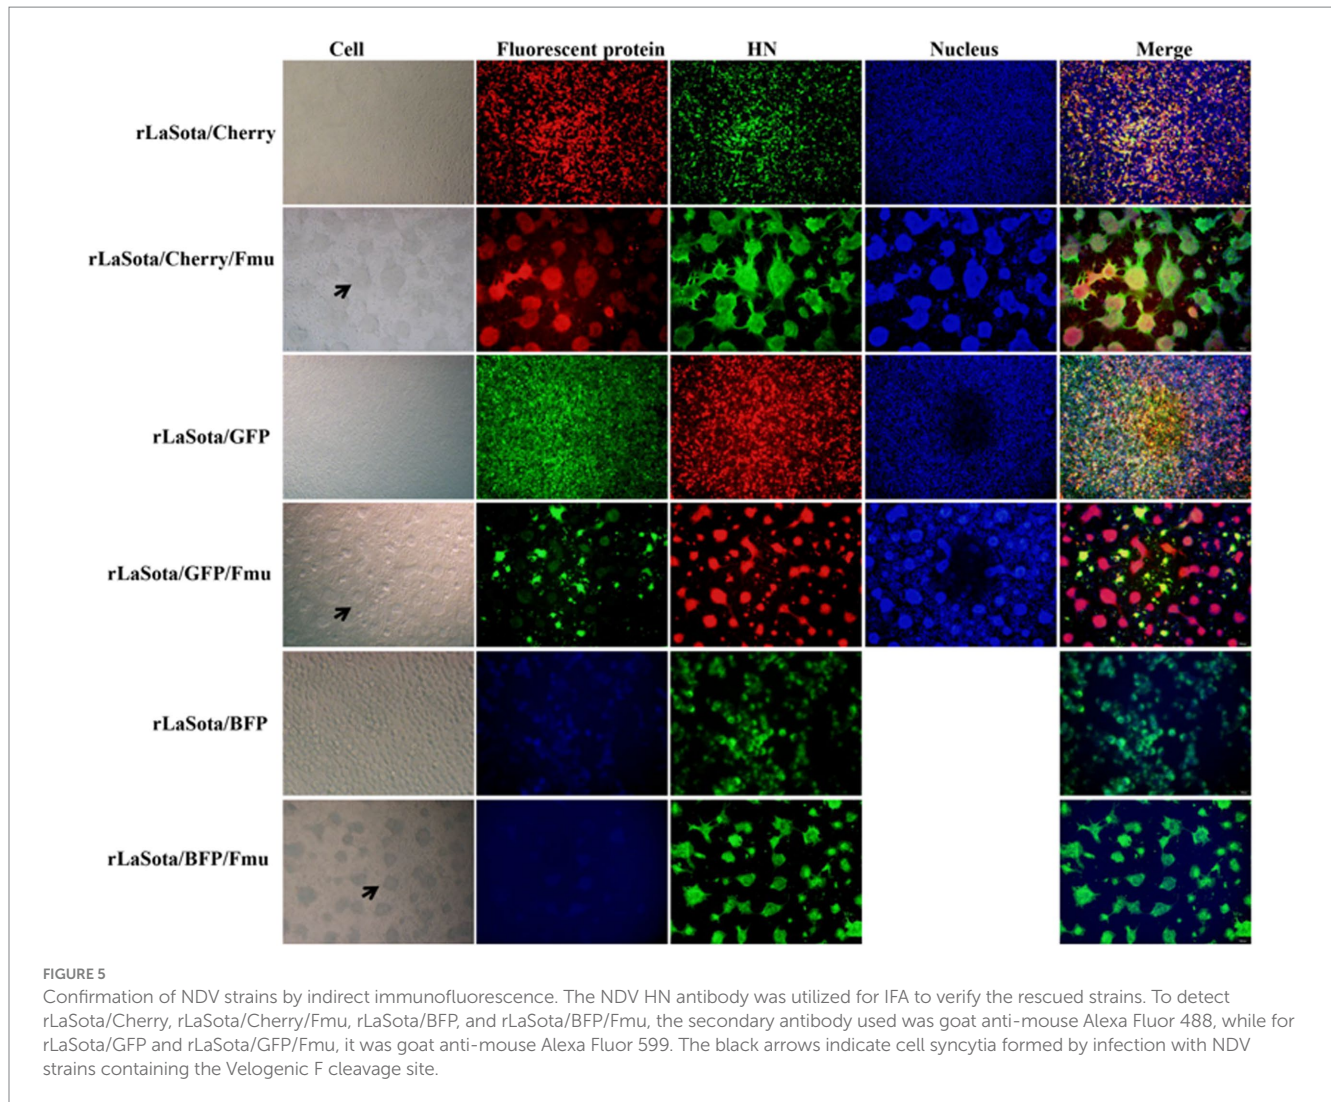 Cell Fluorescent protein HN Nucleus Merge
rLaSota/Cherry
rLaSota/Cherry/Fmu
rLaSota/GFP
rLaSota/GFP/Fmu
rLaSota/BFP
rLaSota/BFP/Fmu
FIGURE 5
Confirmation of NDV strains by indirect immunofluorescence. The NDV HN antibody was utilized for IFA to verify the rescued strains. To detect
rLaSota/Cherry, rLaSota/Cherry/Fmu, rLaSota/BFP, and rLaSota/BFP/Fmu, the secondary antibody used was goat anti-mouse Alexa Fluor 488, while for
rLaSota/GFP and rLaSota/GFP/Fmu, it was goat anti-mouse Alexa Fluor 599. The black arrows indicate cell syncytia formed by infection with NDV
strains containing the Velogenic F cleavage site.